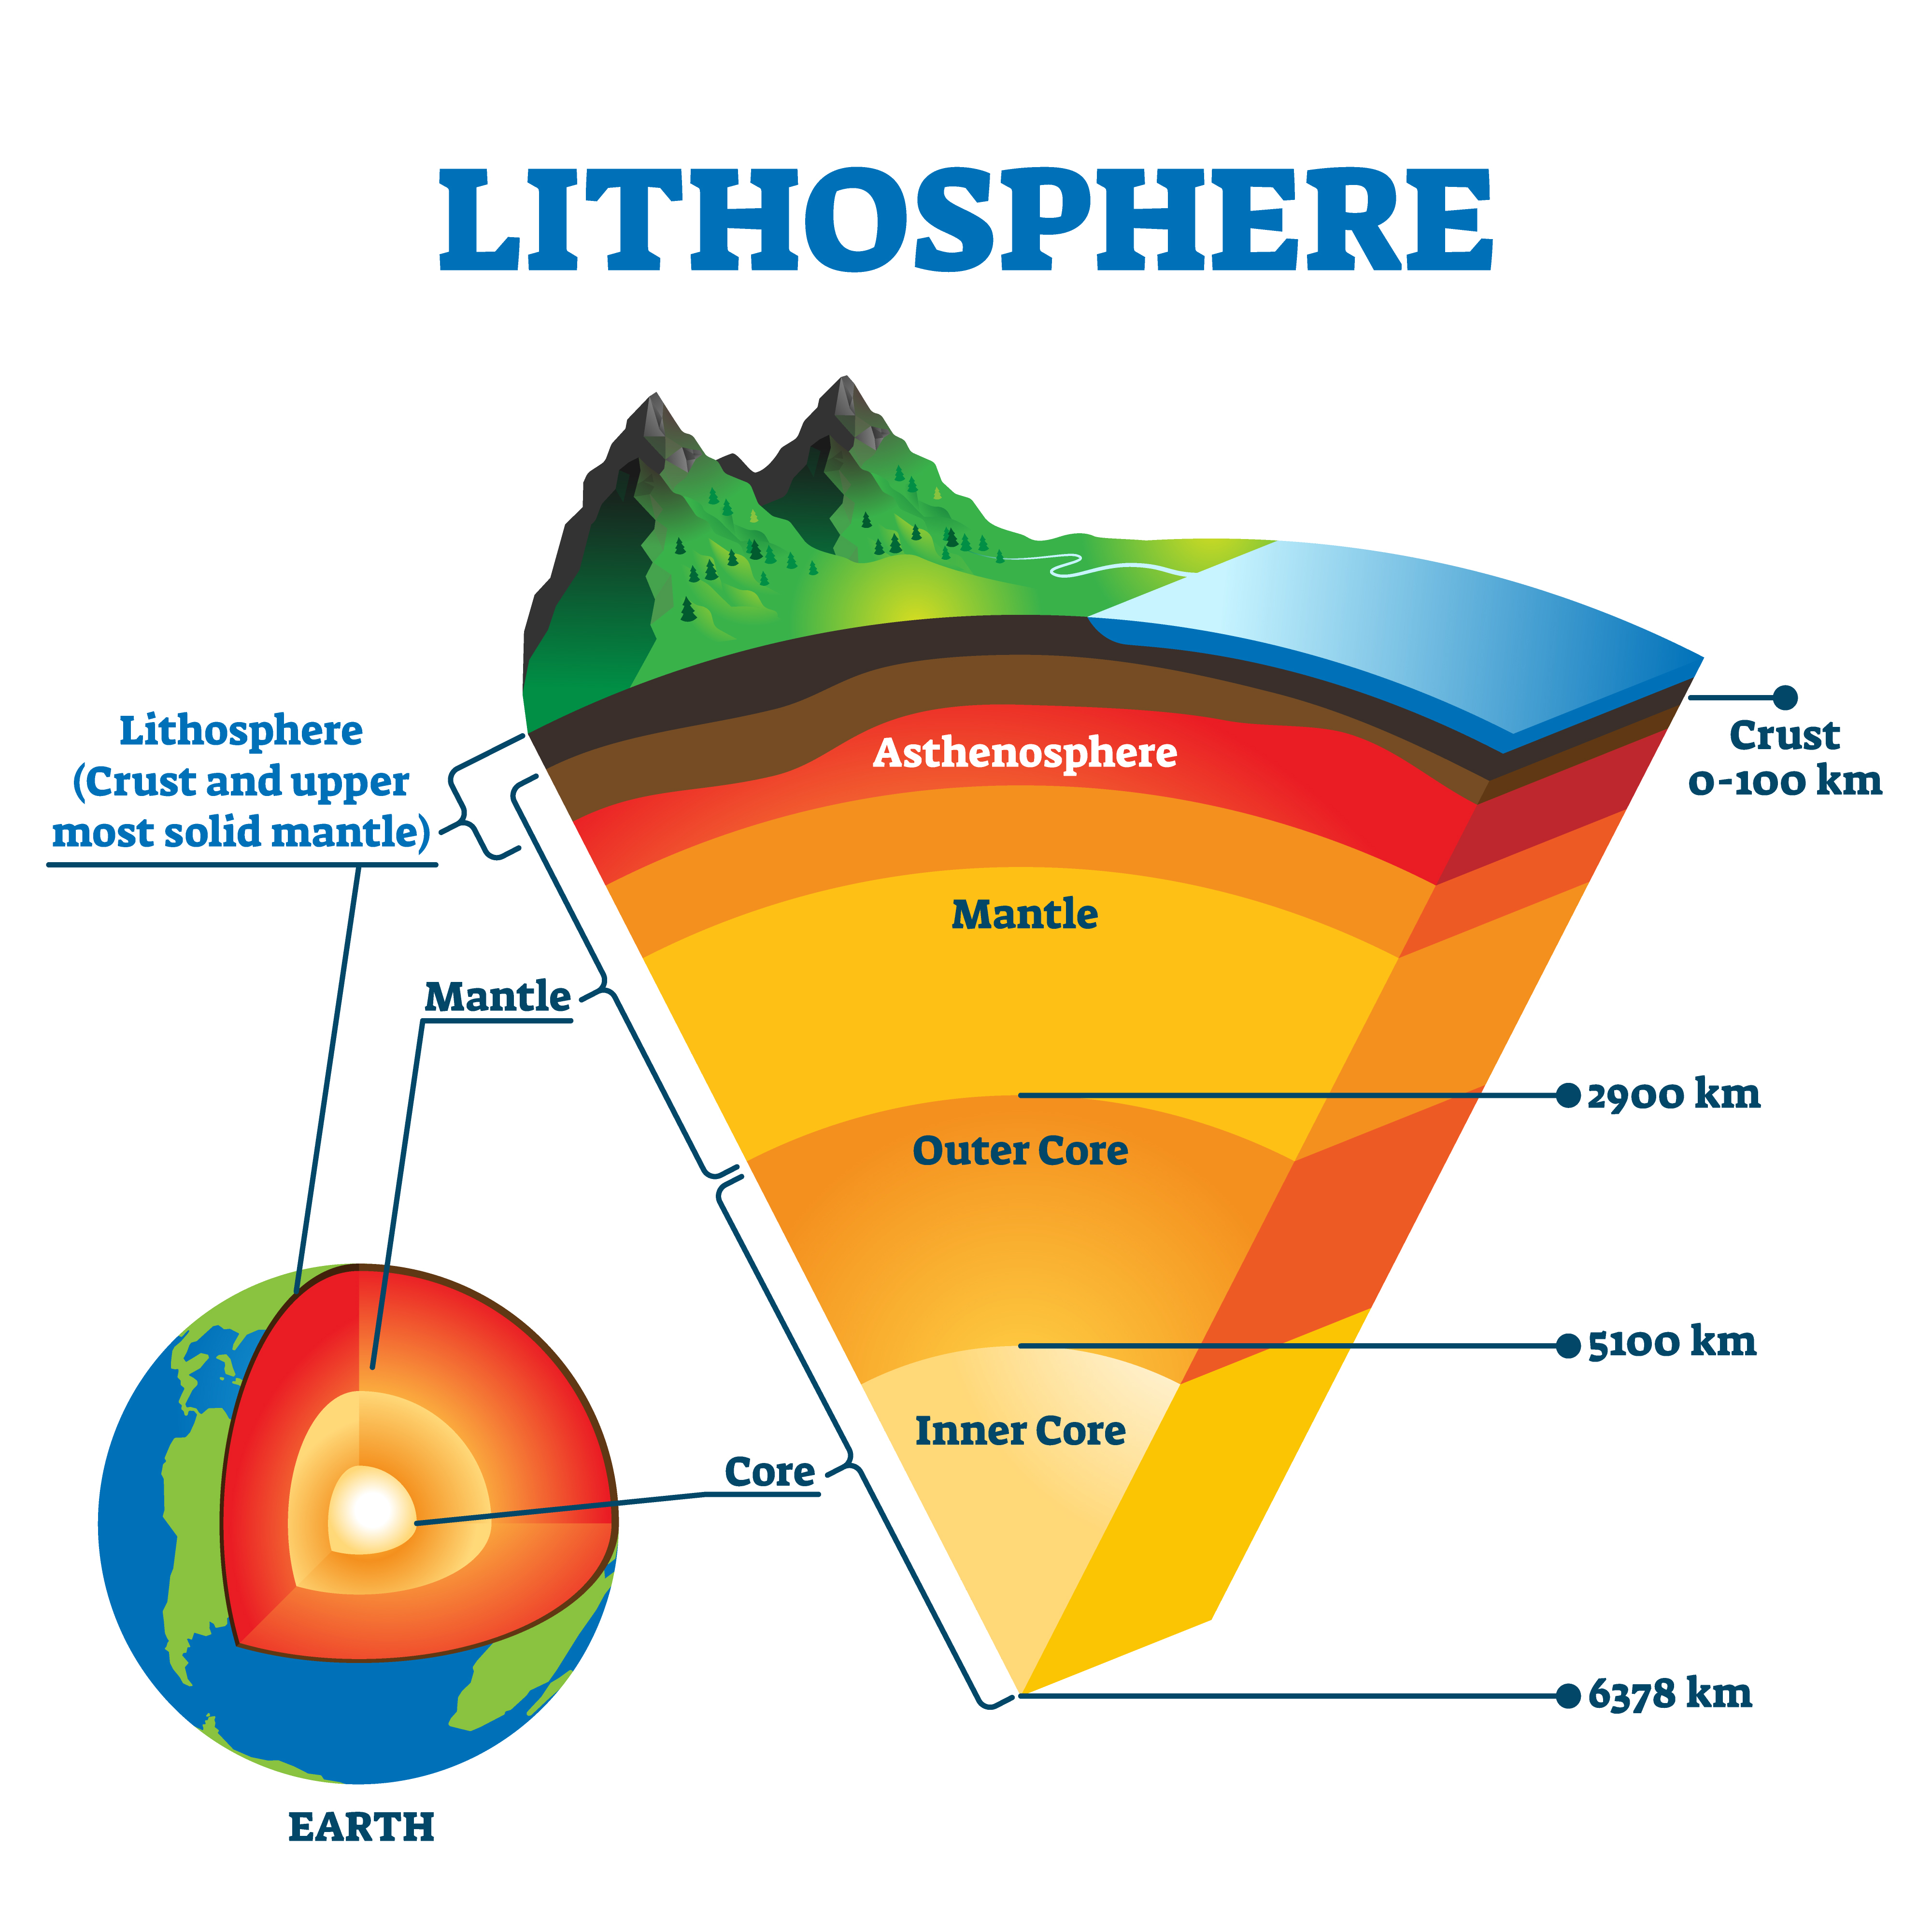 LITHOSPHERE
Lithosphere
(Crust and upper
most solid mantle)
Asthenosphere
Crust
0-100 km
Mantle
Mantle
2900 km
Outer Core
5100 km
Inner Core
Core
6378 km
EARTH